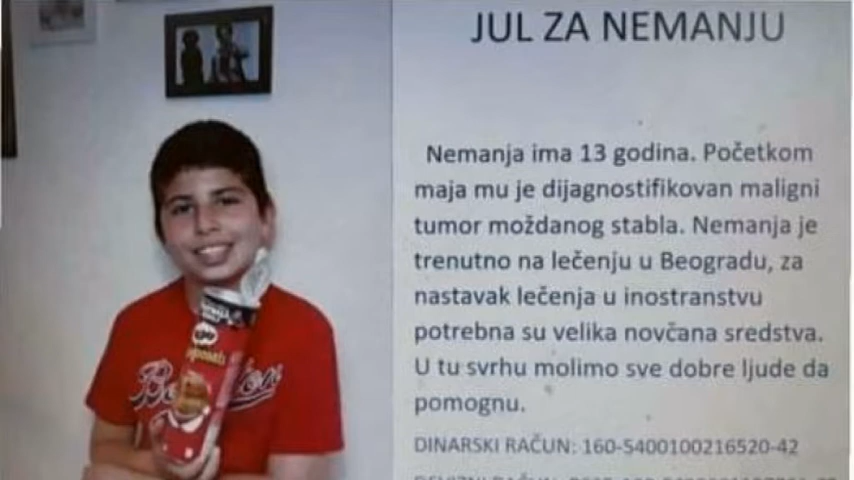 JUL ZA NEMANJU
Nemanja ima 13 godina. Početkom
maja mu je dijagnostifikovan maligni
tumor moždanog stabla. Nemanja je
trenutno na lečenju u Beogradu, za
nastavak lečenja u inostranstvu
potrebna su velika novčana sredstva.
U tu svrhu molimo sve dobre ljude da
pomognu.
DINARSKI RAČUN: 160-5400100216520-42